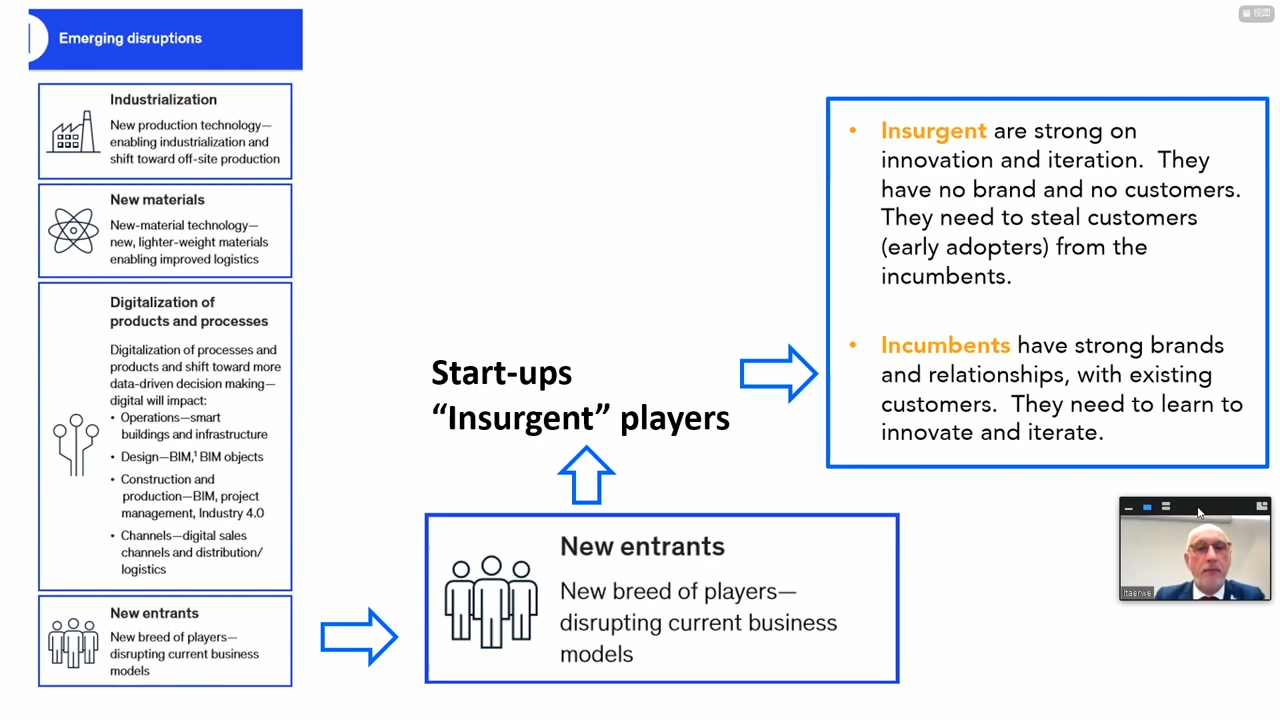 视图
Emerging disruptions
Industrialization
New production technology—
enabling industrialization and
shift toward off-site production
New materials
New-material technology—
new, lighter-weight materials
enabling improved logistics
Digitalization of
products and processes
Digitalization of processes and
products and shift toward more
data-driven decision making—
digital will impact:
• Operations—smart
buildings and infrastructure
• Design—BIM,¹ BIM objects
• Construction and
production—BIM, project
management, Industry 4.0
• Channels—digital sales
channels and distribution/
logistics
New entrants
New breed of players—
disrupting current business
models
New entrants
New breed of players—
disrupting current business
models
Start-ups
“Insurgent” players
• Insurgent are strong on
innovation and iteration. They
have no brand and no customers.
They need to steal customers
(early adopters) from the
incumbents.
• Incumbents have strong brands
and relationships, with existing
customers. They need to learn to
innovate and iterate.
ltaerwe